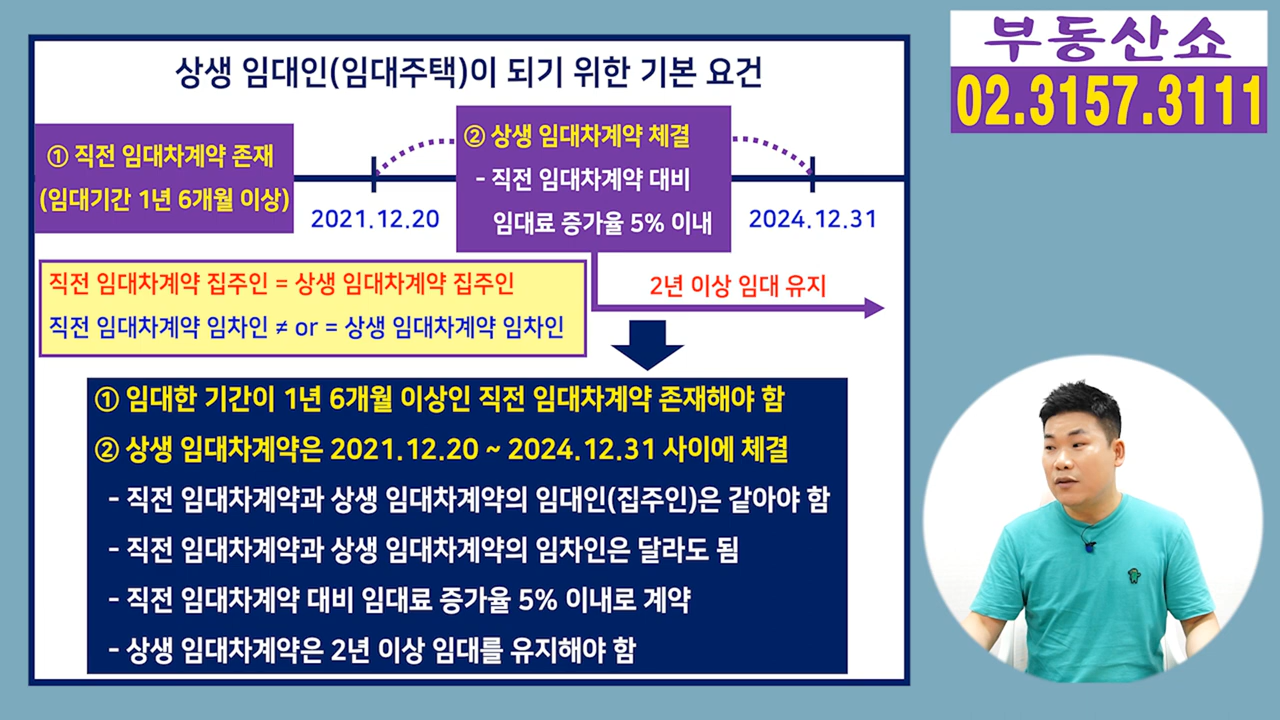 부동산쇼
02.3157.3111
상생 임대인(임대주택)이 되기 위한 기본 요건
① 직전 임대차계약 존재
(임대기간 1년 6개월 이상)
2021.12.20
② 상생 임대차계약 체결
- 직전 임대차계약 대비
임대료 증가율 5% 이내
2024.12.31
직전 임대차계약 집주인 = 상생 임대차계약 집주인
직전 임대차계약 임차인 ≠ or = 상생 임대차계약 임차인
2년 이상 임대 유지
① 임대한 기간이 1년 6개월 이상인 직전 임대차계약 존재해야 함
② 상생 임대차계약은 2021.12.20 ~ 2024.12.31 사이에 체결
- 직전 임대차계약과 상생 임대차계약의 임대인(집주인)은 같아야 함
- 직전 임대차계약과 상생 임대차계약의 임차인은 달라도 됨
- 직전 임대차계약 대비 임대료 증가율 5% 이내로 계약
- 상생 임대차계약은 2년 이상 임대를 유지해야 함